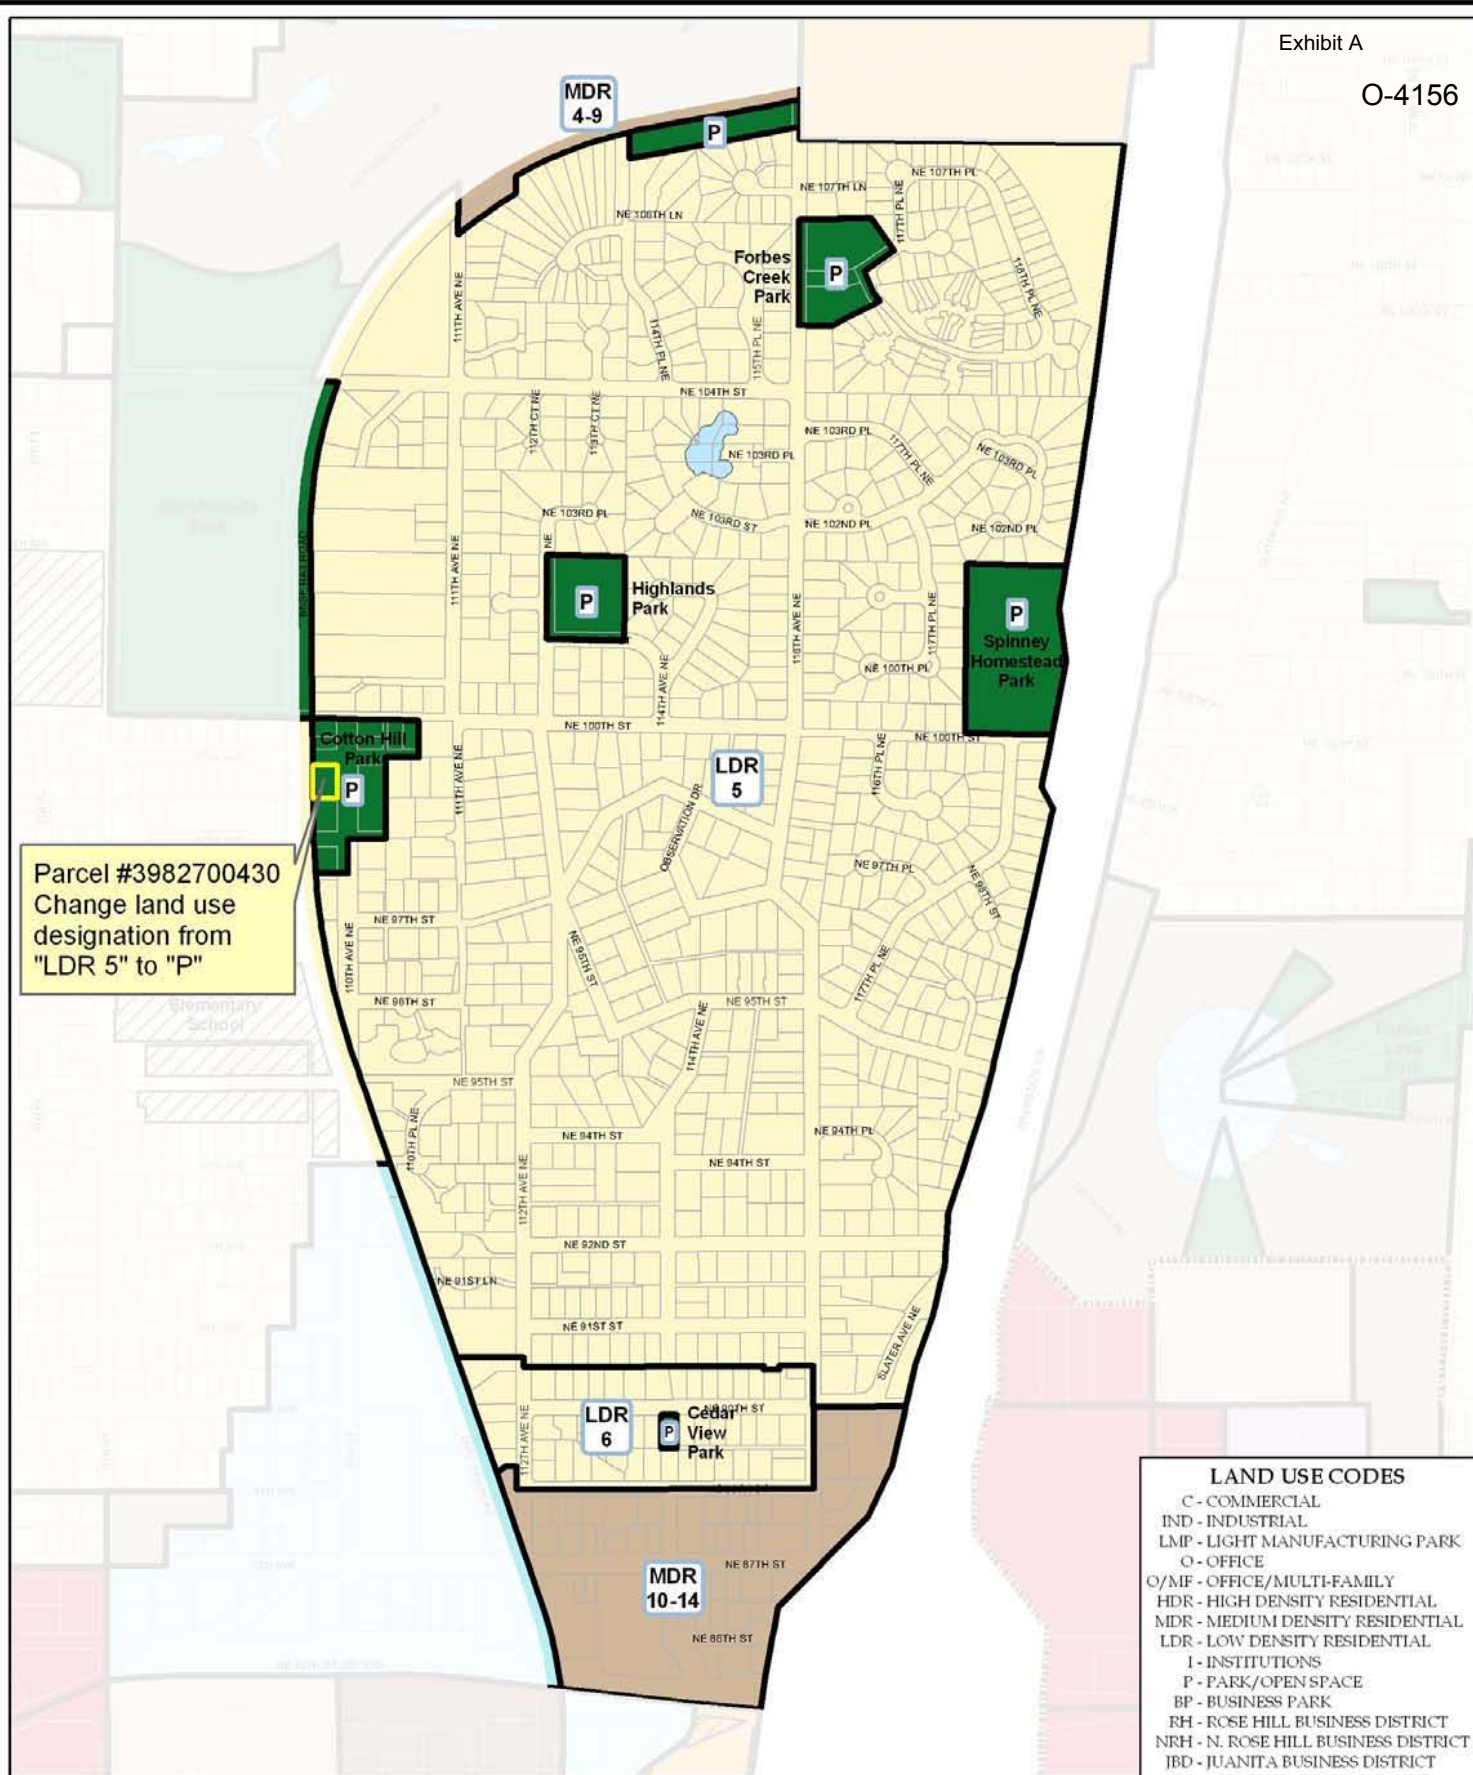 Exhibit A
O-4156
MDR
4-9
P
NE 107TH LN
NE 107TH PL
117TH PL NE
NE 106TH LN
Forbes
Creek
Park
P
118TH PL NE
111TH AVE NE
114TH PL NE
115TH PL NE
NE 104TH ST
112TH CT NE
113TH CT NE
NE 103RD PL
NE 103RD PL
117TH PL NE
NE 103RD PL
NE 103RD PL
NE 103RD ST
NE 102ND PL
NE 102ND PL
NE
111TH AVE NE
P
Highlands
Park
116TH AVE NE
117TH PL NE
P
Spinney
Homestead
Park
114TH AVE NE
NE 100TH PL
NE 100TH ST
NE 100TH ST
Cotton Hill
Park
P
111TH AVE NE
LDR
5
116TH PL NE
OBSERVATION DR
Parcel #3982700430
Change land use
designation from
"LDR 5" to "P"
NE 97TH PL
NE 98TH ST
NE 97TH ST
110TH AVE NE
NE 95TH ST
117TH PL NE
NE 96TH ST
NE 95TH ST
Elementary
School
114TH AVE NE
NE 95TH ST
110TH PL NE
NE 94TH ST
NE 94TH PL
NE 94TH ST
112TH AVE NE
NE 92ND ST
NE 91ST LN
NE 91ST ST
SLATER AVE NE
LDR
6
P
Cedar
View
Park
NE 90TH ST
112TH AVE NE
MDR
10-14
NE 87TH ST
NE 86TH ST
LAND USE CODES
C - COMMERCIAL
IND - INDUSTRIAL
LMP - LIGHT MANUFACTURING PARK
O - OFFICE
O/MF - OFFICE/MULTI-FAMILY
HDR - HIGH DENSITY RESIDENTIAL
MDR - MEDIUM DENSITY RESIDENTIAL
LDR - LOW DENSITY RESIDENTIAL
I - INSTITUTIONS
P - PARK/OPEN SPACE
BP - BUSINESS PARK
RH - ROSE HILL BUSINESS DISTRICT
NRH - N. ROSE HILL BUSINESS DISTRICT
JBD - JUANITA BUSINESS DISTRICT